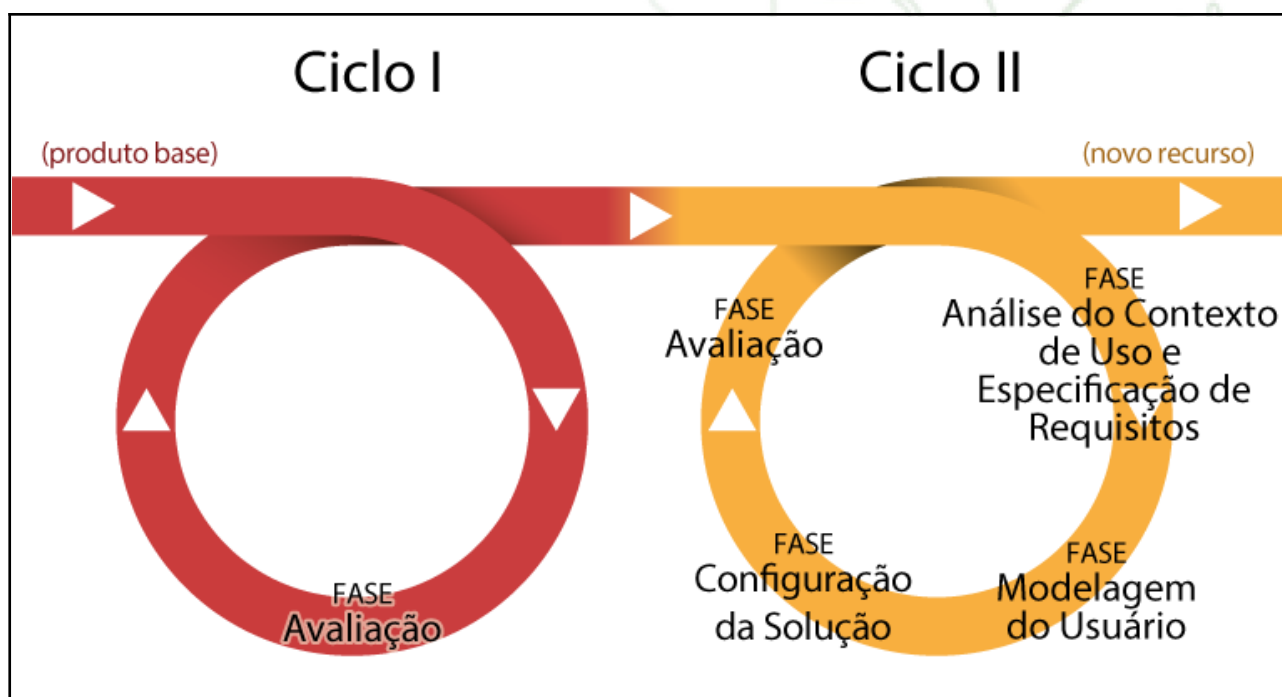 Ciclo I
Ciclo II
(produto base)
(novo recurso)
FASE
Avaliação
FASE
Análise do Contexto
de Uso e
Especificação de
Requisitos
FASE
Modelagem
do Usuário
FASE
Configuração
da Solução
FASE
Avaliação